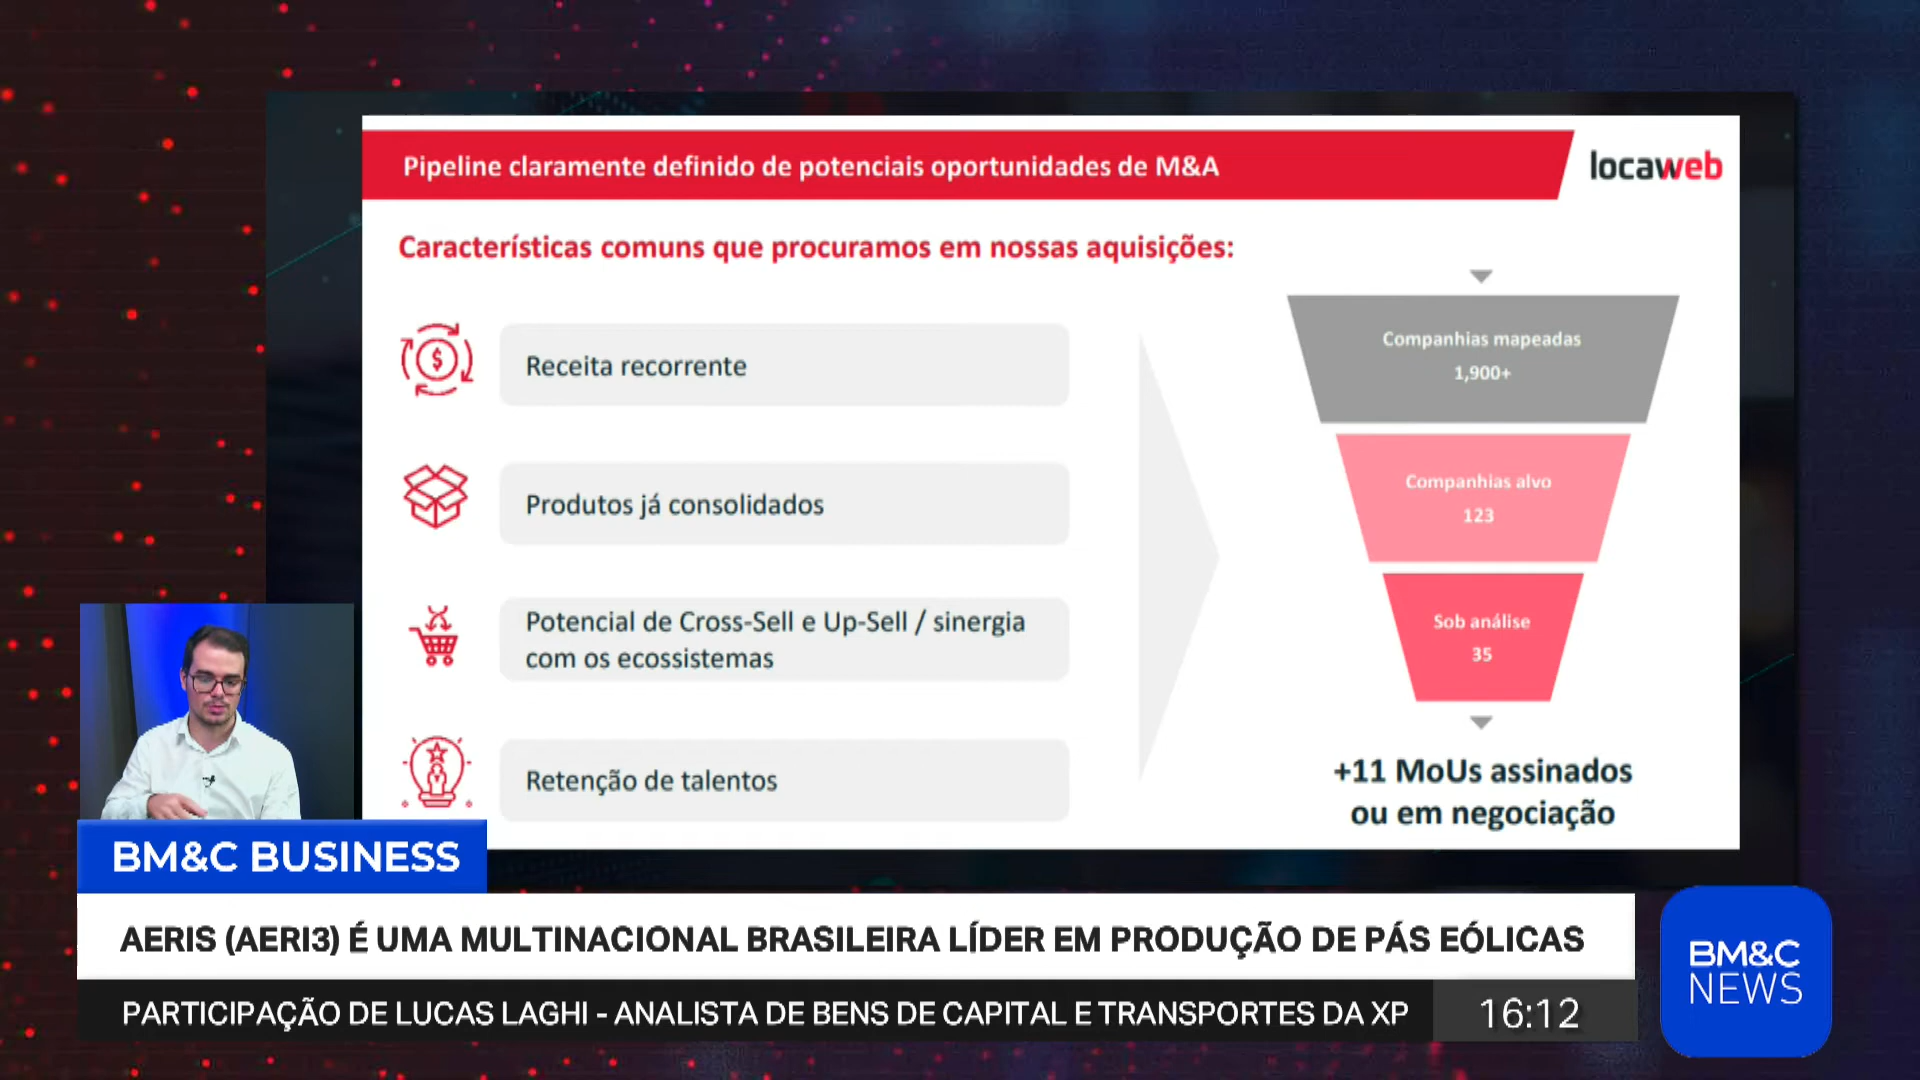 Pipeline claramente definido de potenciais oportunidades de M&A
locaweb
Características comuns que procuramos em nossas aquisições:
Receita recorrente
Produtos já consolidados
Potencial de Cross-Sell e Up-Sell / sinergia
com os ecossistemas
Retenção de talentos
$
Companhias mapeadas
1,900+
Companhias alvo
123
Sob análise
35
+11 MoUs assinados
ou em negociação
BM&C BUSINESS
AERIS (AERI3) É UMA MULTINACIONAL BRASILEIRA LÍDER EM PRODUÇÃO DE PÁS EÓLICAS
PARTICIPAÇÃO DE LUCAS LAGHI - ANALISTA DE BENS DE CAPITAL E TRANSPORTES DA XP
16:12
BM&C
NEWS